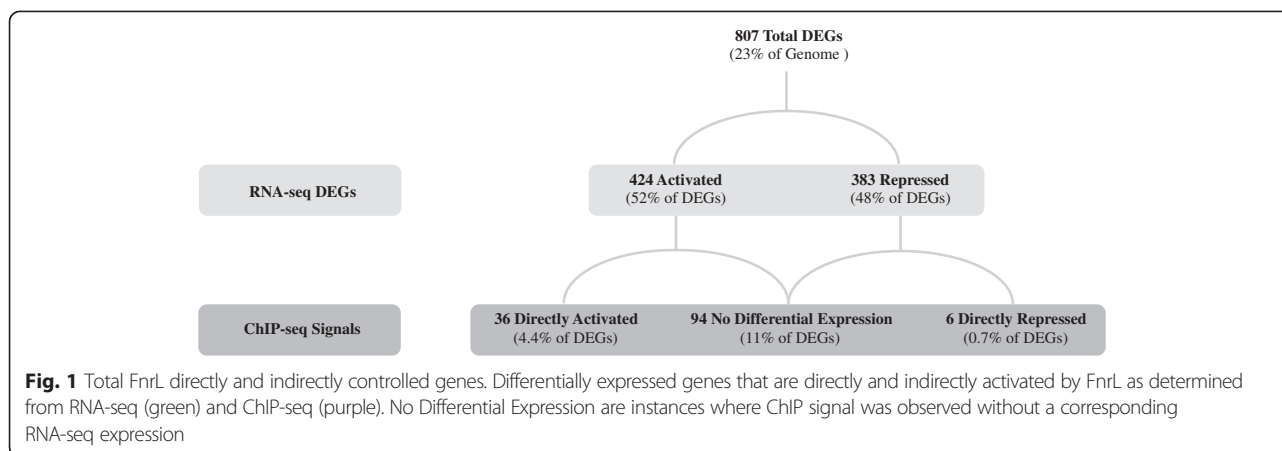 807 Total DEGs
(23% of Genome )
RNA-seq DEGs
424 Activated
(52% of DEGs)
383 Repressed
(48% of DEGs)
ChIP-seq Signals
36 Directly Activated
(4.4% of DEGs)
94 No Differential Expression
(11% of DEGs)
6 Directly Repressed
(0.7% of DEGs)
Fig. 1 Total FnrL directly and indirectly controlled genes. Differentially expressed genes that are directly and indirectly activated by FnrL as determined
from RNA-seq (green) and ChIP-seq (purple). No Differential Expression are instances where ChIP signal was observed without a corresponding
RNA-seq expression